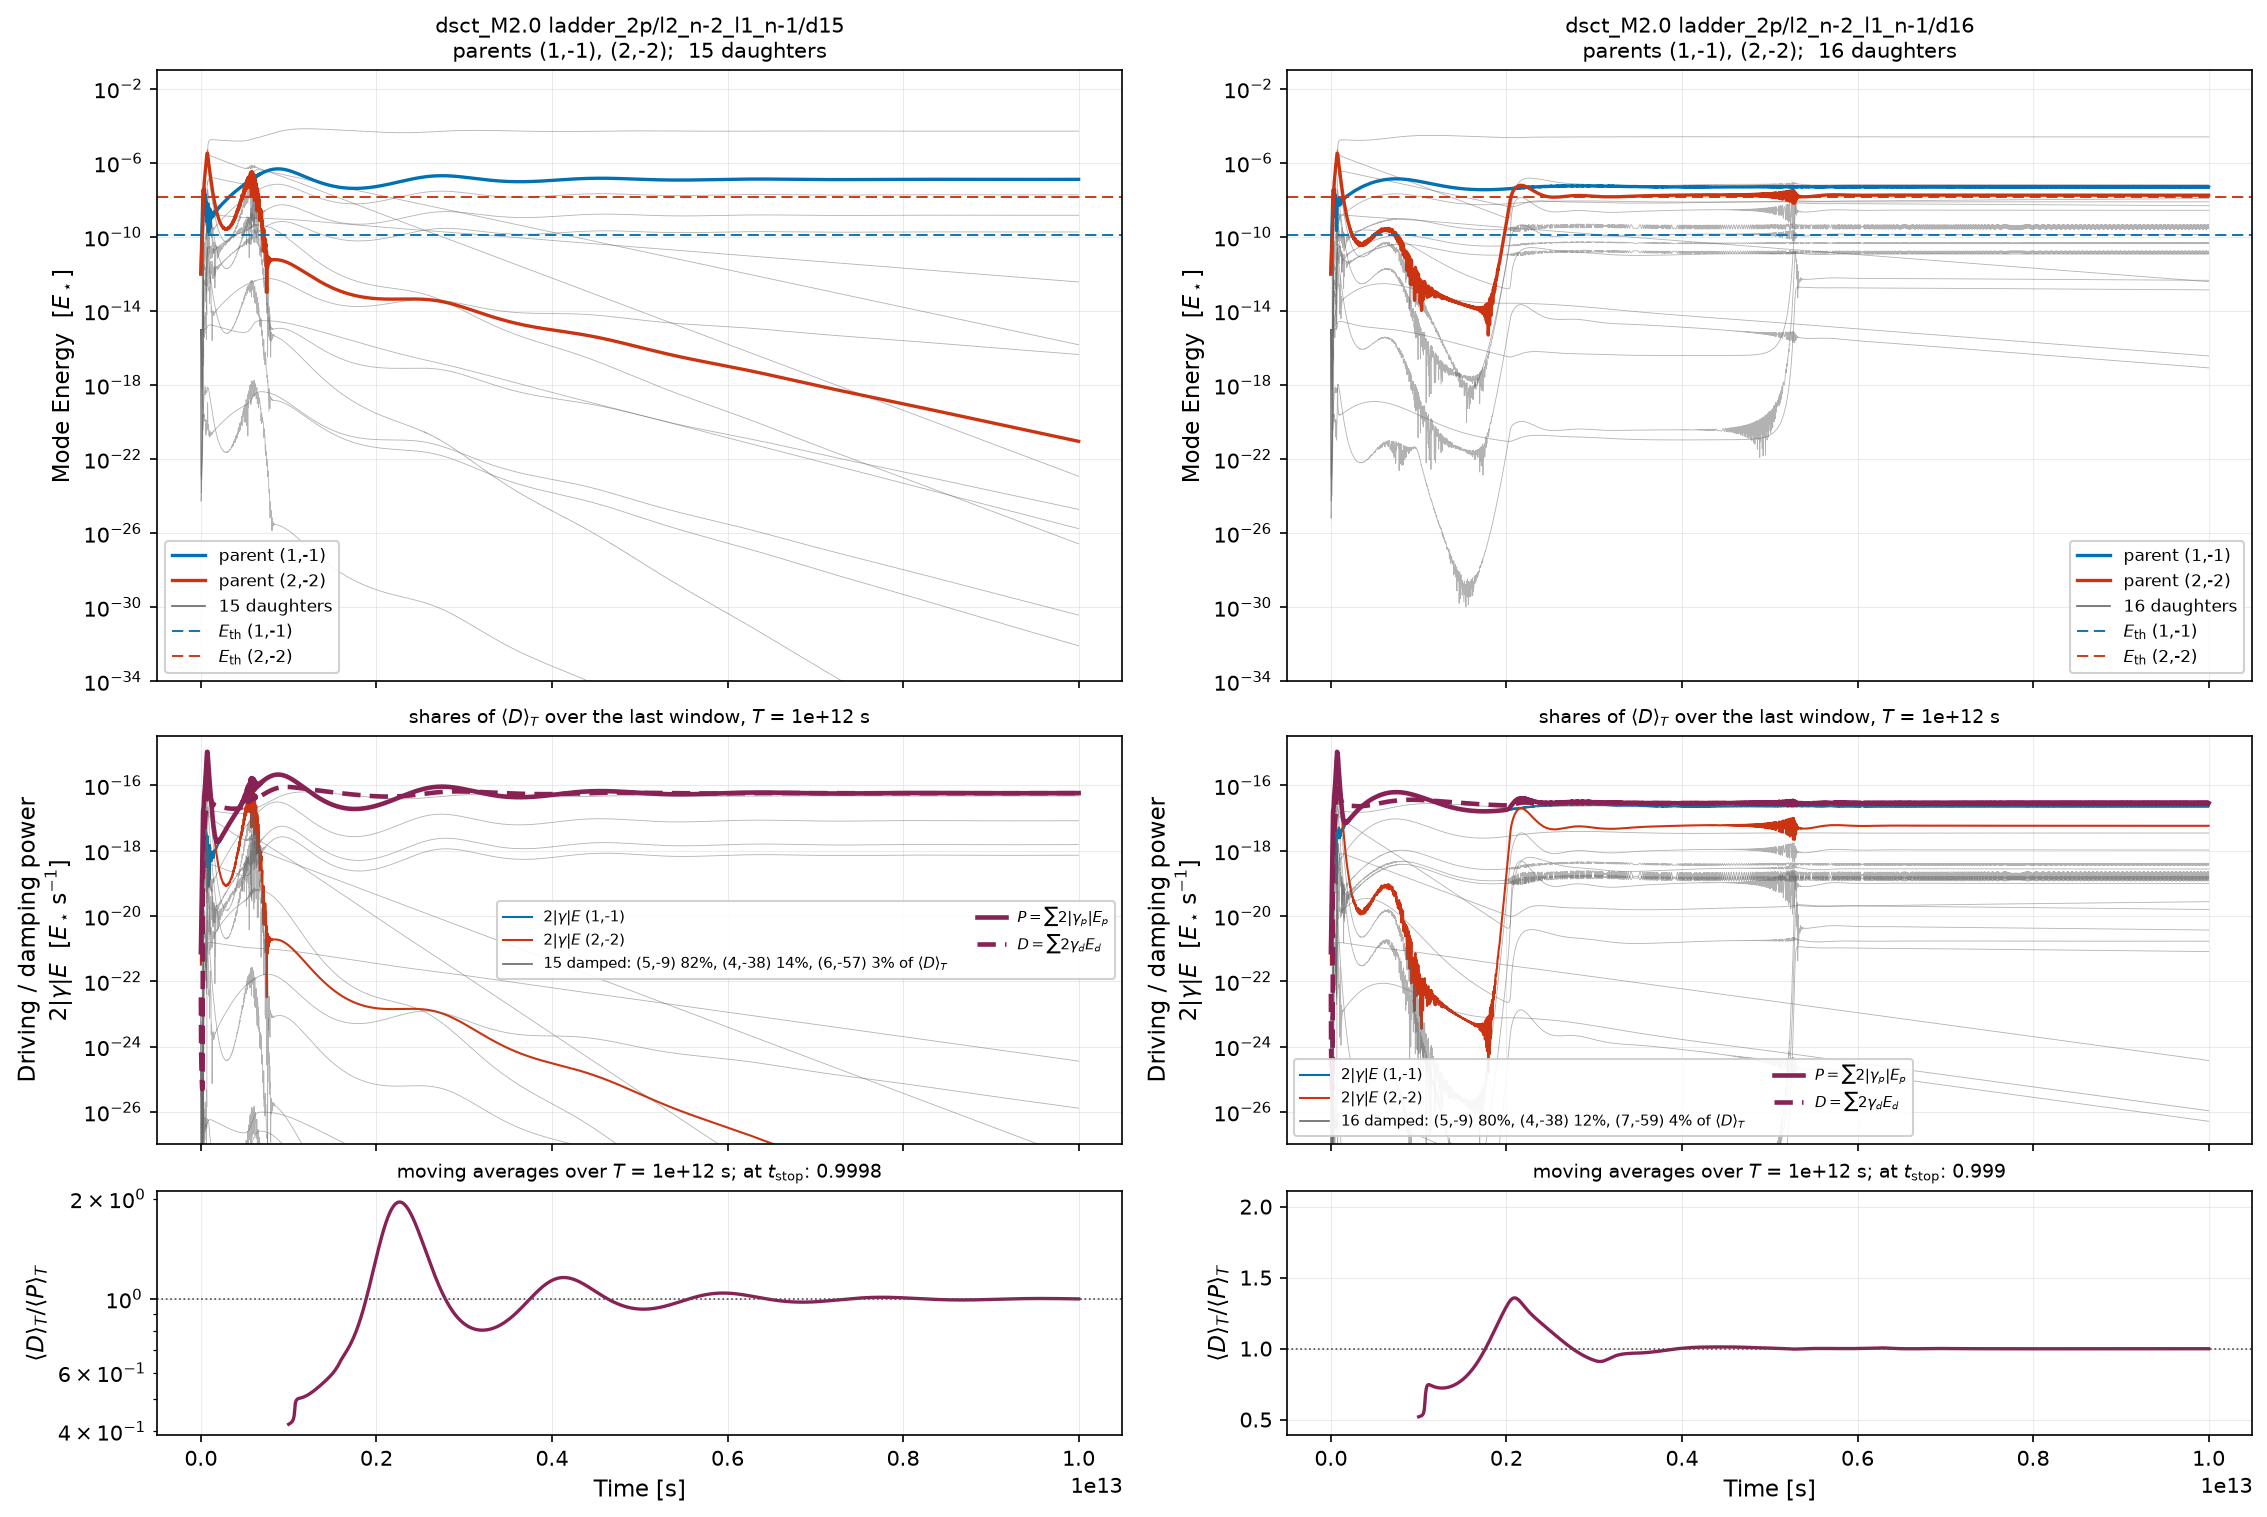 dsct_M2.0 ladder_2p/l2_n-2_l1_n-1/d15
parents (1,-1), (2,-2);  15 daughters
10⁻²
10⁻⁶
10⁻¹⁰
10⁻¹⁴
10⁻¹⁸
10⁻²²
10⁻²⁶
10⁻³⁰
10⁻³⁴
Mode Energy [E⋆]
parent (1,-1)
parent (2,-2)
15 daughters
E_th (1,-1)
E_th (2,-2)
dsct_M2.0 ladder_2p/l2_n-2_l1_n-1/d16
parents (1,-1), (2,-2);  16 daughters
10⁻²
10⁻⁶
10⁻¹⁰
10⁻¹⁴
10⁻¹⁸
10⁻²²
10⁻²⁶
10⁻³⁰
10⁻³⁴
Mode Energy [E⋆]
parent (1,-1)
parent (2,-2)
16 daughters
E_th (1,-1)
E_th (2,-2)
shares of ⟨D⟩_T over the last window, T = 1e+12 s
10⁻¹⁶
10⁻¹⁸
10⁻²⁰
10⁻²²
10⁻²⁴
10⁻²⁶
Driving / damping power
2|γ|E [E⋆ s⁻¹]
2|γ|E (1,-1)
2|γ|E (2,-2)
15 damped: (5,-9) 82%, (4,-38) 14%, (6,-57) 3% of ⟨D⟩_T
P = ∑2|γ_p|E_p
D = ∑2γ_dE_d
shares of ⟨D⟩_T over the last window, T = 1e+12 s
10⁻¹⁶
10⁻¹⁸
10⁻²⁰
10⁻²²
10⁻²⁴
10⁻²⁶
Driving / damping power
2|γ|E [E⋆ s⁻¹]
2|γ|E (1,-1)
2|γ|E (2,-2)
16 damped: (5,-9) 80%, (4,-38) 12%, (7,-59) 4% of ⟨D⟩_T
P = ∑2|γ_p|E_p
D = ∑2γ_dE_d
moving averages over T = 1e+12 s; at t_stop: 0.9998
2 × 10⁰
10⁰
6 × 10⁻¹
4 × 10⁻¹
⟨D⟩_T/⟨P⟩_T
0.0
0.2
0.4
0.6
0.8
1.0
1e13
Time [s]
moving averages over T = 1e+12 s; at t_stop: 0.999
2.0
1.5
1.0
0.5
⟨D⟩_T/⟨P⟩_T
0.0
0.2
0.4
0.6
0.8
1.0
1e13
Time [s]